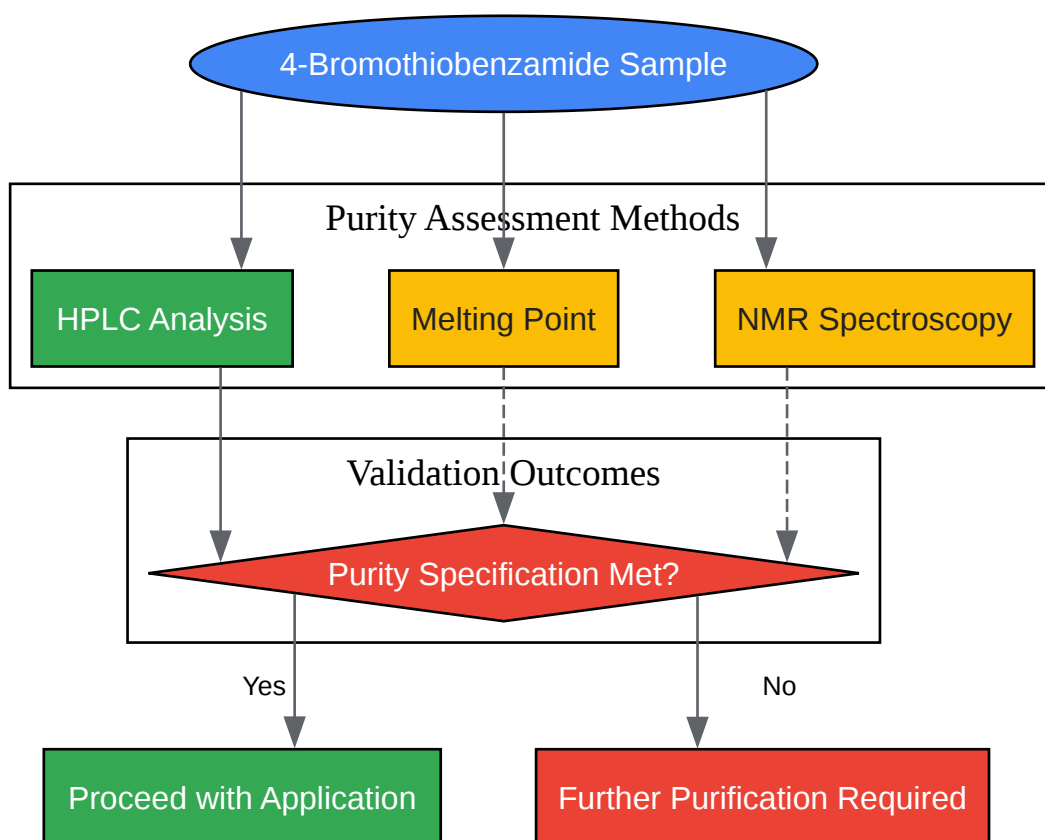 4-Bromothiobenzamide Sample
Purity Assessment Methods
HPLC Analysis
Melting Point
NMR Spectroscopy
Validation Outcomes
Purity Specification Met?
Yes
No
Proceed with Application
Further Purification Required